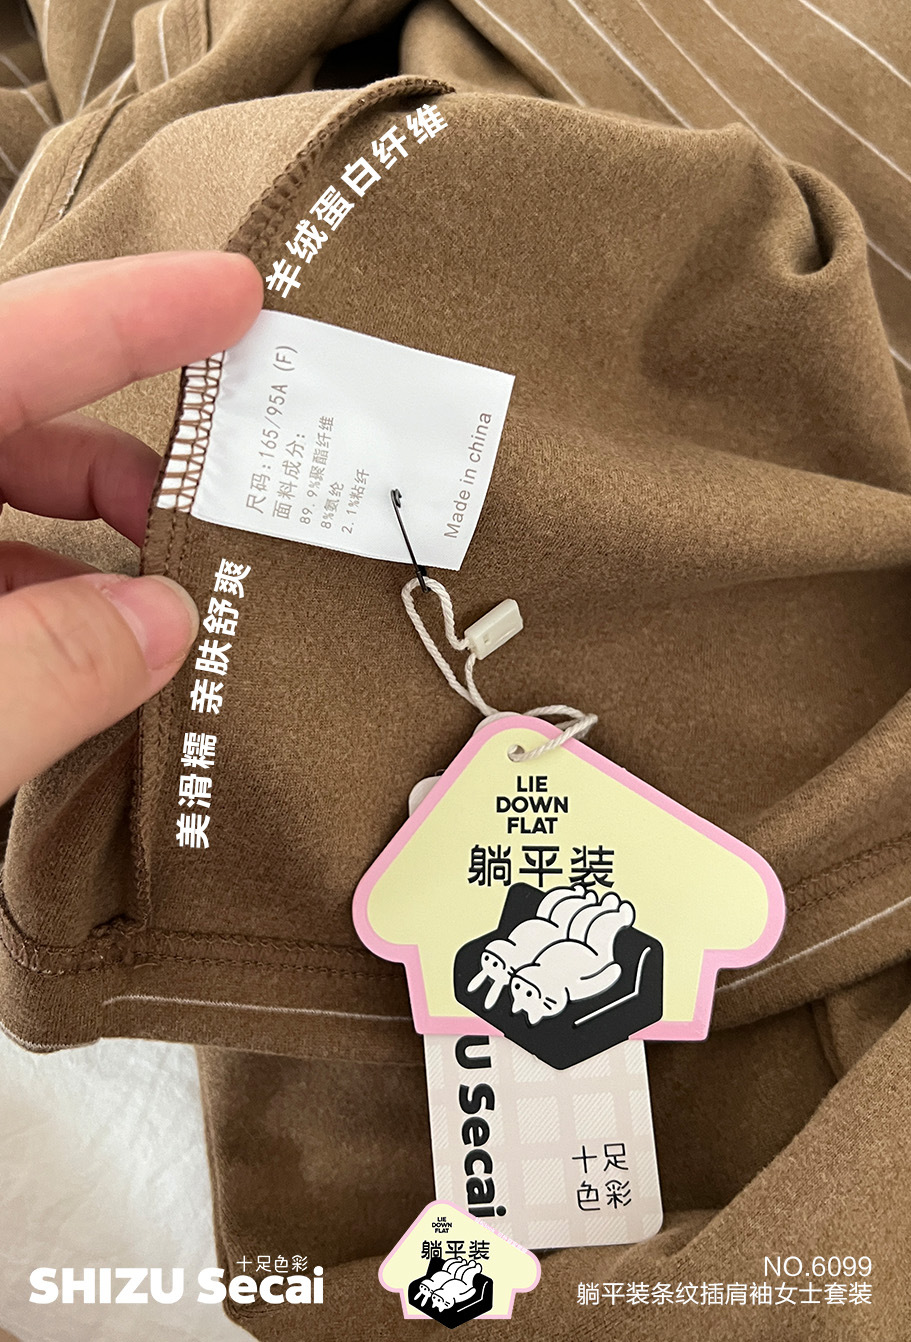 羊绒蛋白纤维
尺码:165/95A (F)
面料成分:
89.9%聚酯纤维
8%氨纶
2.1%粘纤
Made in china
美滑糯 亲肤舒爽
LIE
DOWN
FLAT
躺平装
U Secai
十足
色彩
十足色彩
SHIZU Secai
LIE
DOWN
FLAT
躺平装
NO.6099
躺平装条纹插肩袖女士套装